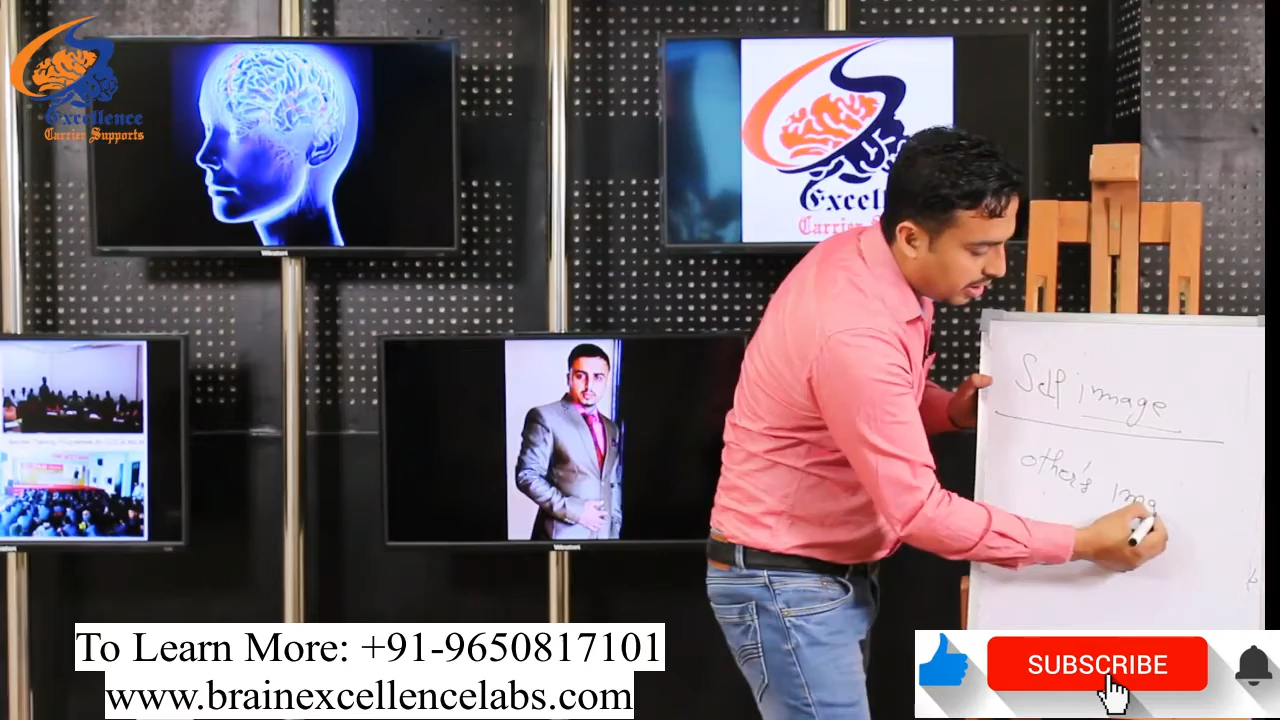 Excellence
Carrier Supports
Excell
Carrier S
Self image
other's ima
To Learn More: +91-9650817101
www.brainexcellencelabs.com
SUBSCRIBE